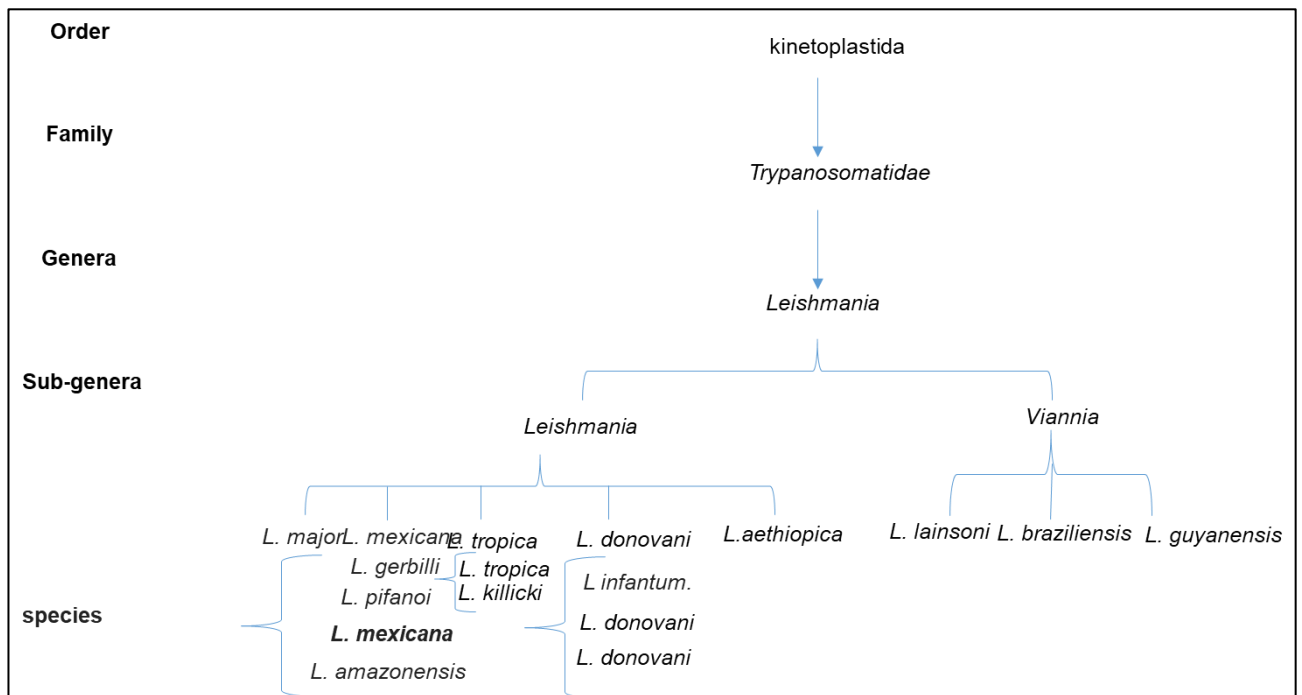 Order
kinetoplastida
Family
Trypanosomatidae
Genera
Leishmania
Sub-genera
Leishmania
Viannia
L. major
L. mexicana
L. tropica
L. donovani
L.aethiopica
L. lainsoni
L. braziliensis
L. guyanensis
L. gerbilli
L. tropica
L. killicki
L infantum.
L. pifanoi
species
L. mexicana
L. donovani
L. amazonensis
L. donovani